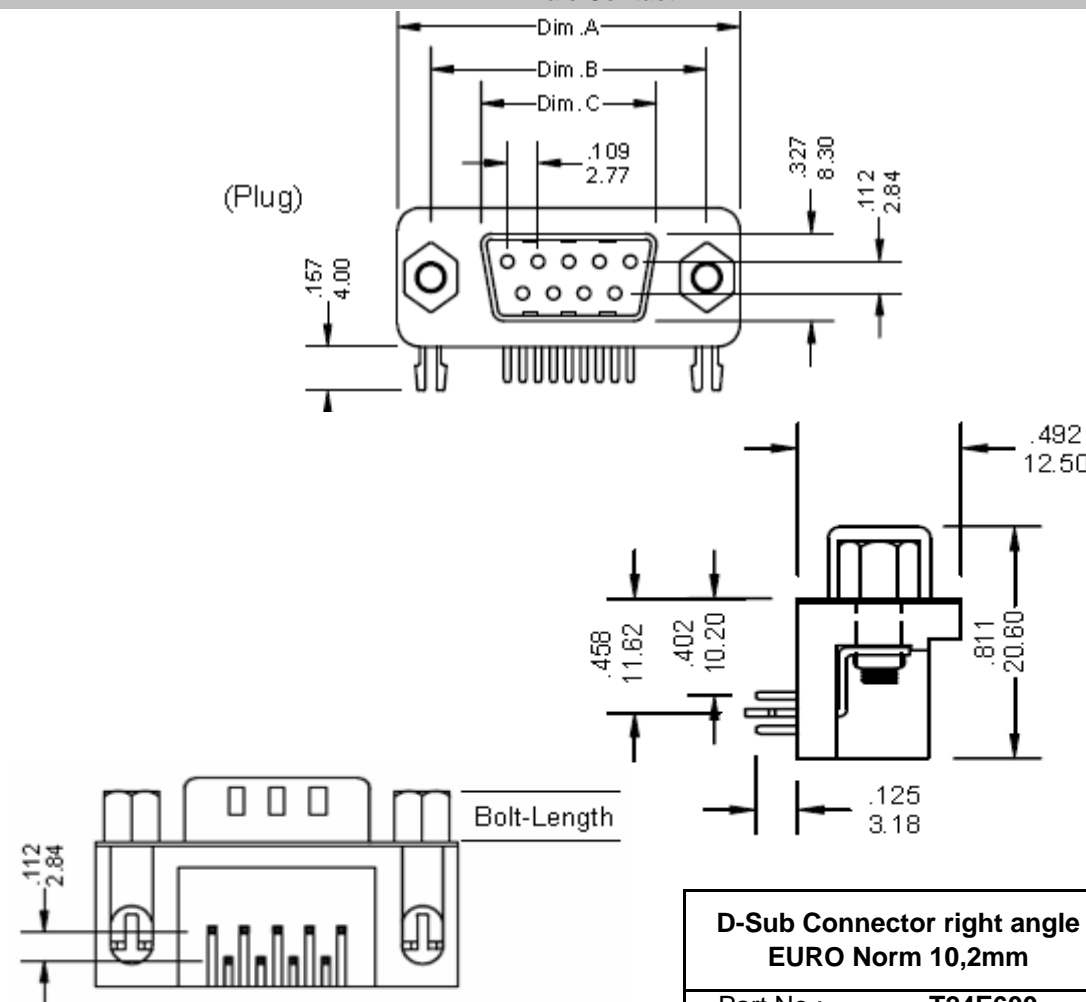 Dim .A
Dim .B
Dim . C
.109
2.77
.327
8.30
.112
2.84
(Plug)
.157
4.00
.492
12.50
.458
11.62
.402
10.20
.811
20.60
.125
3.18
Bolt-Length
.112
2.84
D-Sub Connector right angle
EURO Norm 10,2mm